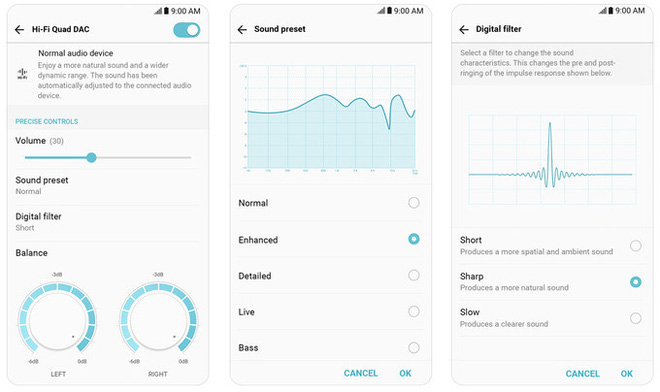 9:00 AM
Hi-Fi Quad DAC
Normal audio device
Enjoy a more natural sound and a wider
dynamic range. The sound has been
automatically adjusted to the connected audio
device.
PRECISE CONTROLS
Volume (30)
Sound preset
Normal
Digital filter
Short
Balance
-3dB
-3dB
-6dB
0dB
-6dB
0dB
LEFT
RIGHT
9:00 AM
Sound preset
Normal
Enhanced
Detailed
Live
Bass
CANCEL
OK
9:00 AM
Digital filter
Select a filter to change the sound
characteristics. This changes the pre and post-
ringing of the impulse response shown below.
Short
Produces a more spatial and ambient sound
Sharp
Produces a more natural sound
Slow
Produces a clearer sound
CANCEL
OK